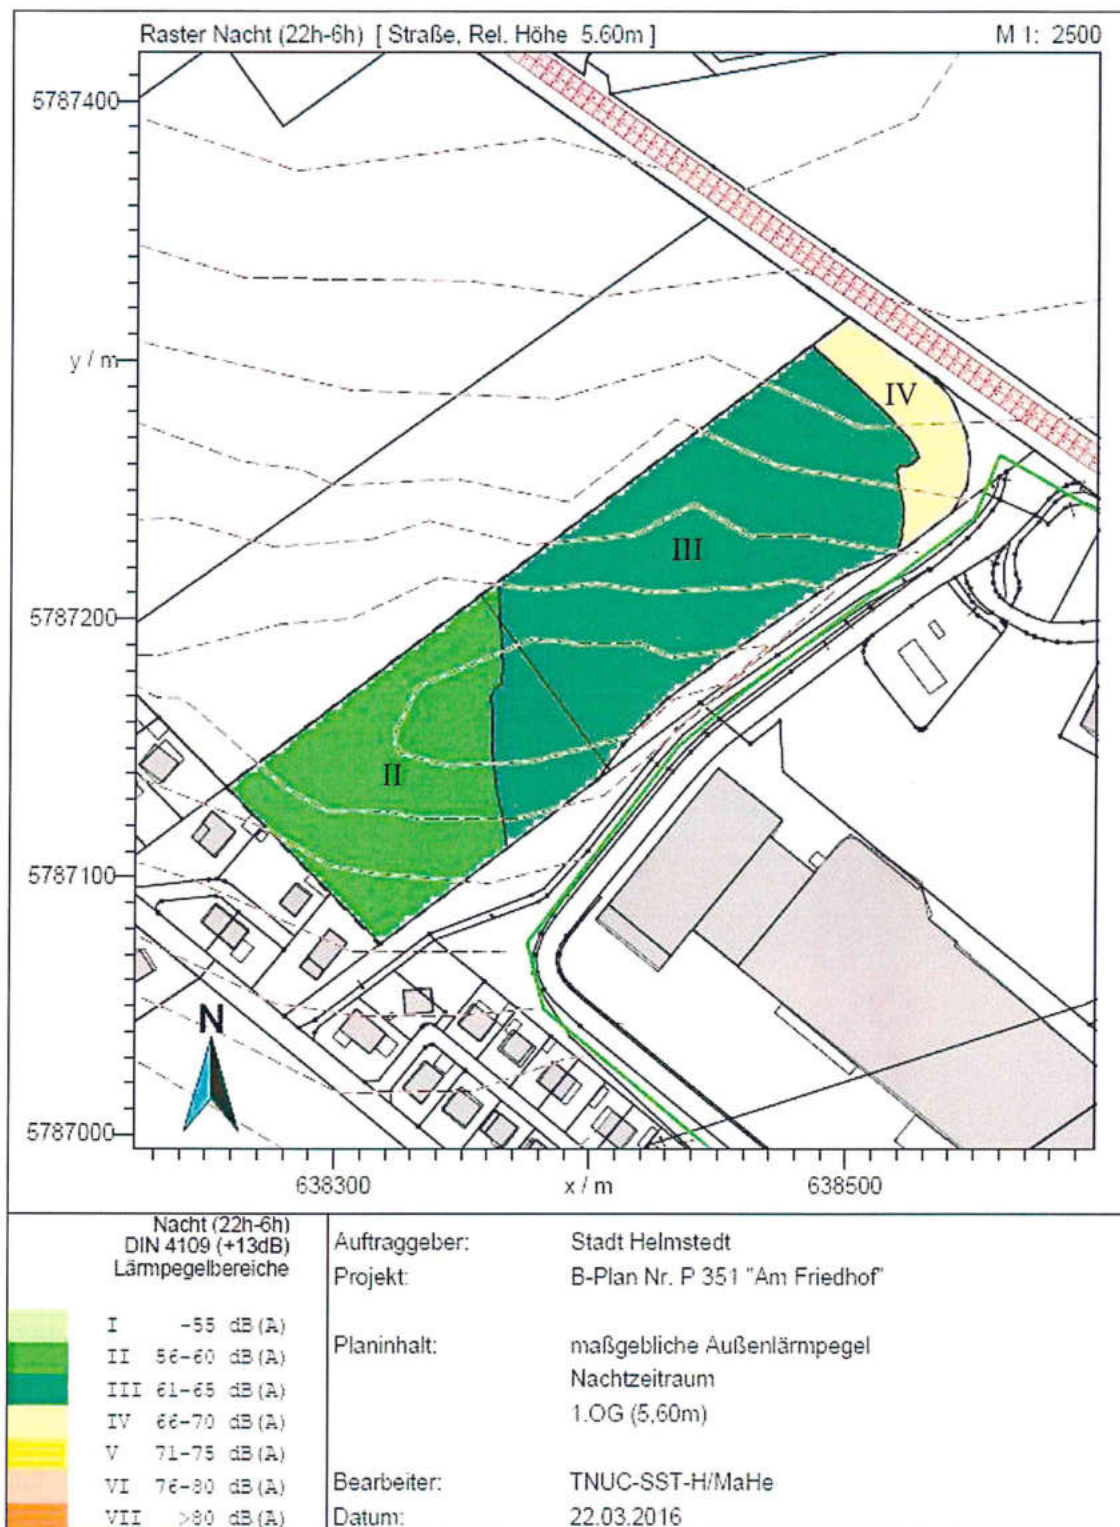 Raster Nacht (22h-6h) [ Straße, Rel. Höhe 5.60m ] M 1: 2500
5787400
y / m
IV
III
5787200
II
5787100
N
5787000
638300 x / m 638500
Nacht (22h-6h)
DIN 4109 (+13dB)
Lärmpegelbereiche
I -55 dB(A)
II 56-60 dB(A)
III 61-65 dB(A)
IV 66-70 dB(A)
V 71-75 dB(A)
VI 76-80 dB(A)
VII >80 dB(A)
Auftraggeber: Stadt Helmstedt
Projekt: B-Plan Nr. P 351 "Am Friedhof"
Planinhalt: maßgebliche Außenlärmpegel
Nachtzeitraum
1.OG (5,60m)
Bearbeiter: TNUC-SST-H/MaHe
Datum: 22.03.2016